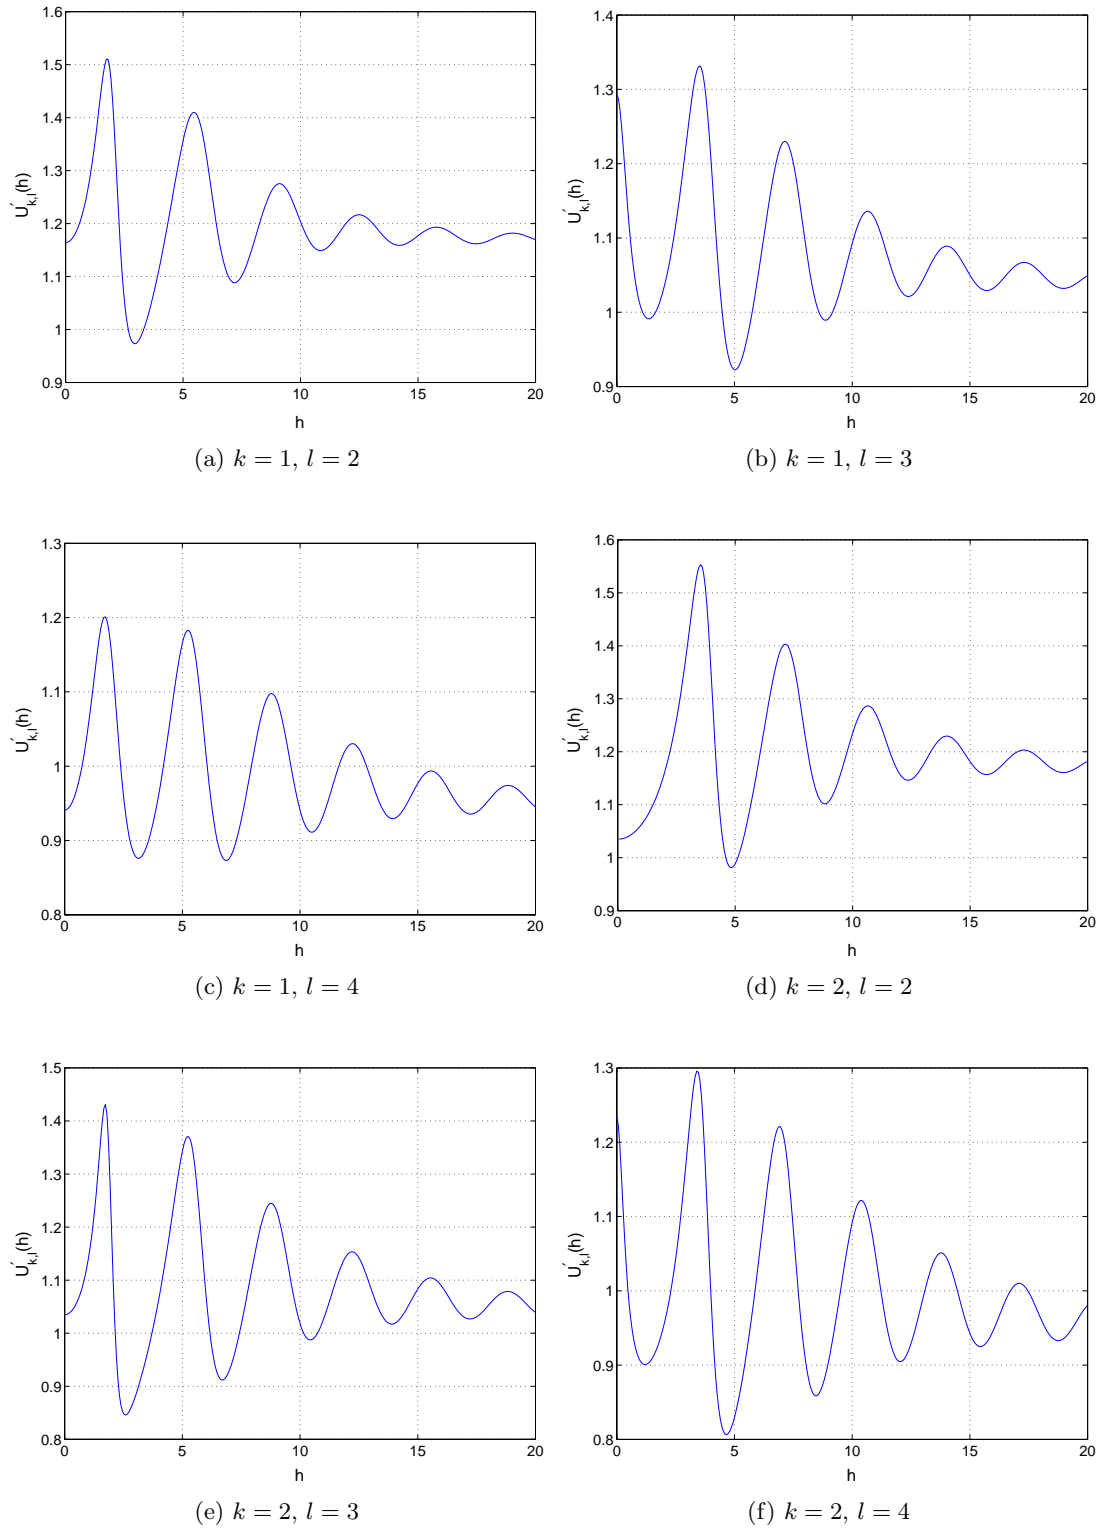 1.6
1.5
1.4
1.3
1.2
1.1
1
0.9
0 5 10 15 20
U′k,l(h)
h
(a) k = 1, l = 2
1.4
1.3
1.2
1.1
1
0.9
0 5 10 15 20
U′k,l(h)
h
(b) k = 1, l = 3
1.3
1.2
1.1
1
0.9
0.8
0 5 10 15 20
U′k,l(h)
h
(c) k = 1, l = 4
1.6
1.5
1.4
1.3
1.2
1.1
1
0.9
0 5 10 15 20
U′k,l(h)
h
(d) k = 2, l = 2
1.5
1.4
1.3
1.2
1.1
1
0.9
0.8
0 5 10 15 20
U′k,l(h)
h
(e) k = 2, l = 3
1.3
1.2
1.1
1
0.9
0.8
0 5 10 15 20
U′k,l(h)
h
(f) k = 2, l = 4